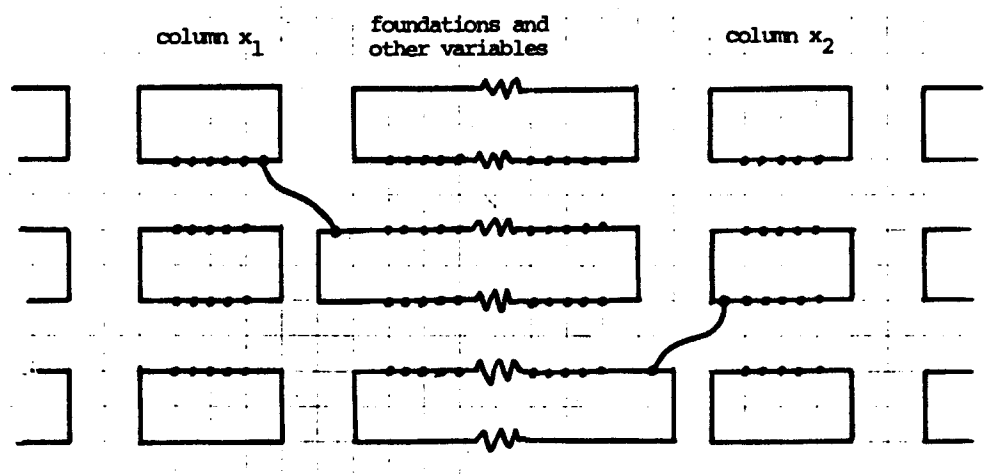 column x₁
foundations and
other variables
column x₂